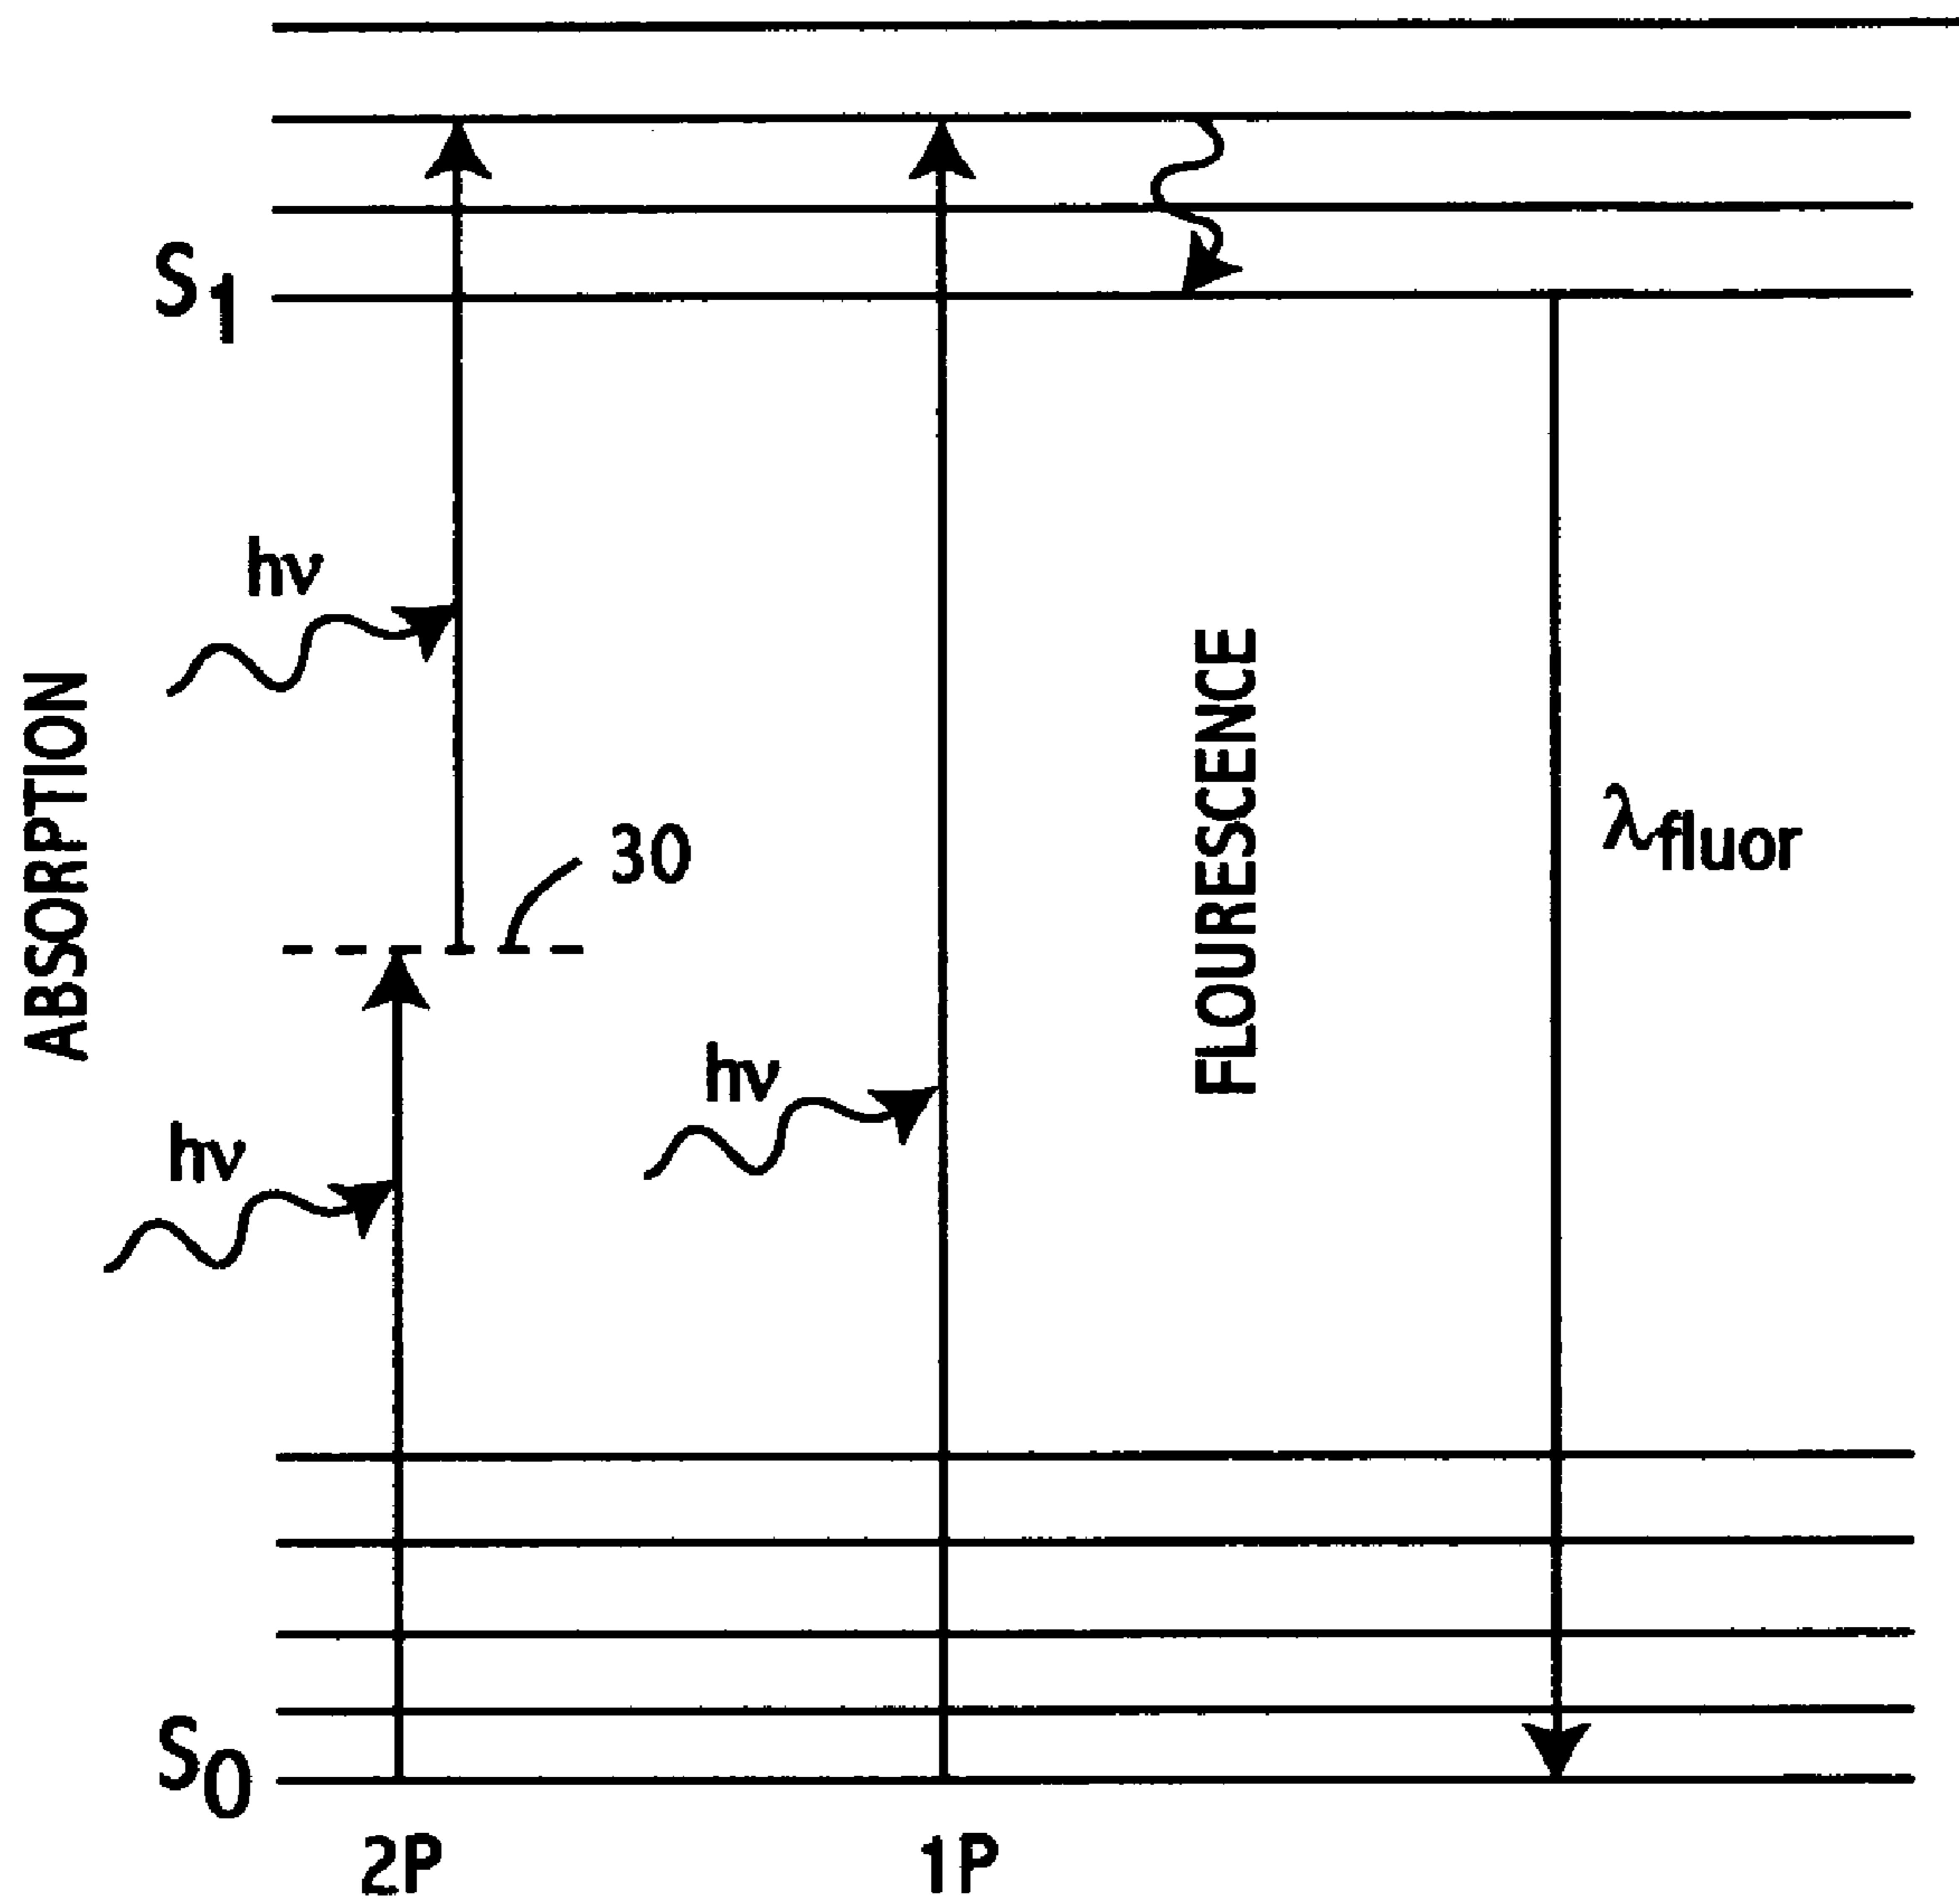 S1
hν
ABSORPTION
30
FLOURESCENCE
λfluor
hν
hν
S0
2P
1P